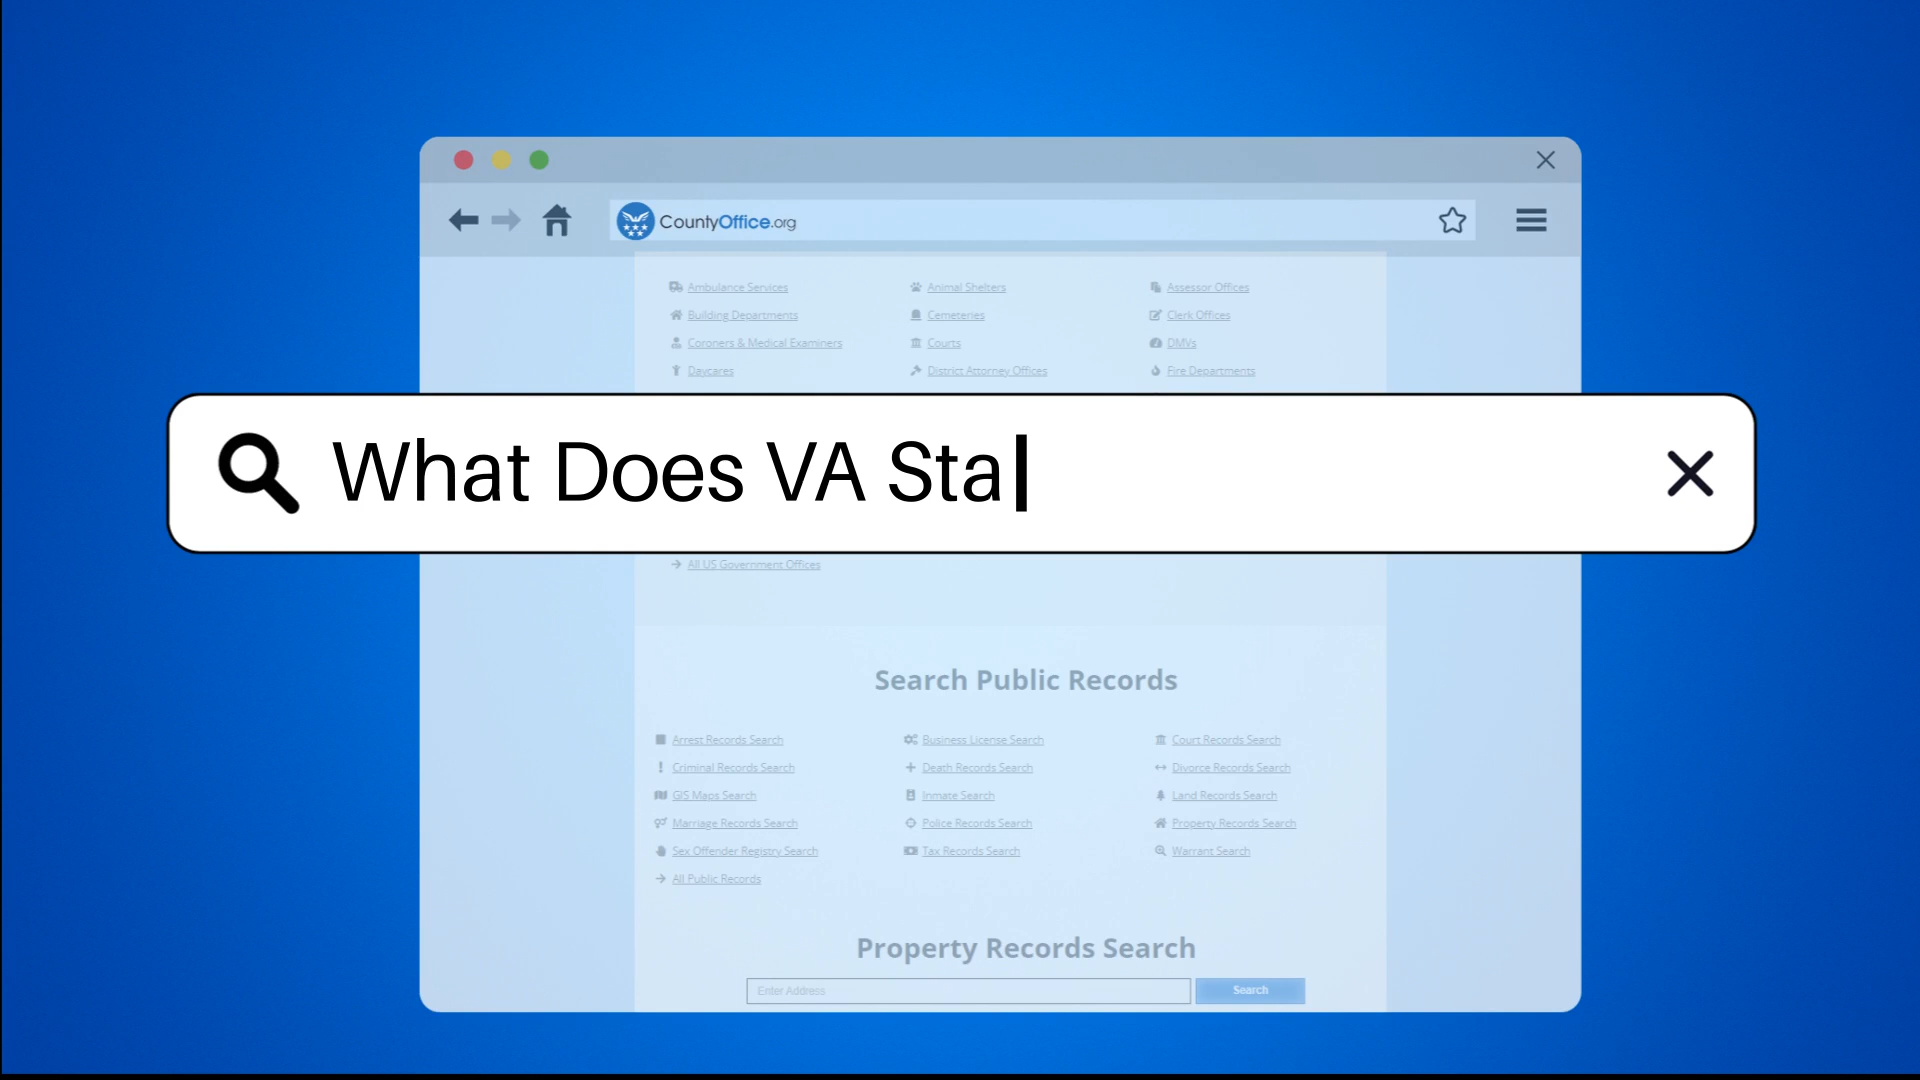 CountyOffice.org
Ambulance Services Animal Shelters Assessor Offices
Building Departments Cemeteries Clerk Offices
Coroners & Medical Examiners Courts DMVs
Daycares District Attorney Offices Fire Departments
What Does VA Sta
All US Government Offices
Search Public Records
Arrest Records Search Business License Search Court Records Search
Criminal Records Search Death Records Search Divorce Records Search
GIS Maps Search Inmate Search Land Records Search
Marriage Records Search Police Records Search Property Records Search
Sex Offender Registry Search Tax Records Search Warrant Search
All Public Records
Property Records Search
Enter Address Search